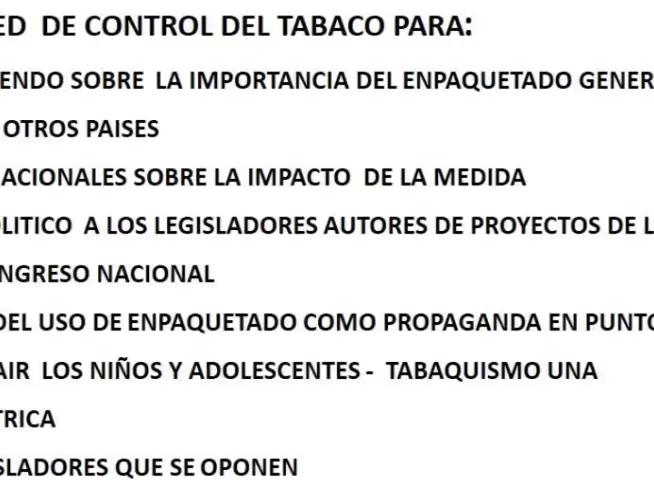 ED DE CONTROL DEL TABACO PARA:
ENDO SOBRE LA IMPORTANCIA DEL ENPAQUETADO GENER
OTROS PAISES
ACIONALES SOBRE LA IMPACTO DE LA MEDIDA
LITICO A LOS LEGISLADORES AUTORES DE PROYECTOS DE L
NGRESO NACIONAL
DEL USO DE ENPAQUETADO COMO PROPAGANDA EN PUNTO
AIR LOS NIÑOS Y ADOLESCENTES - TABAQUISMO UNA
TRICA
SLADORES QUE SE OPONEN